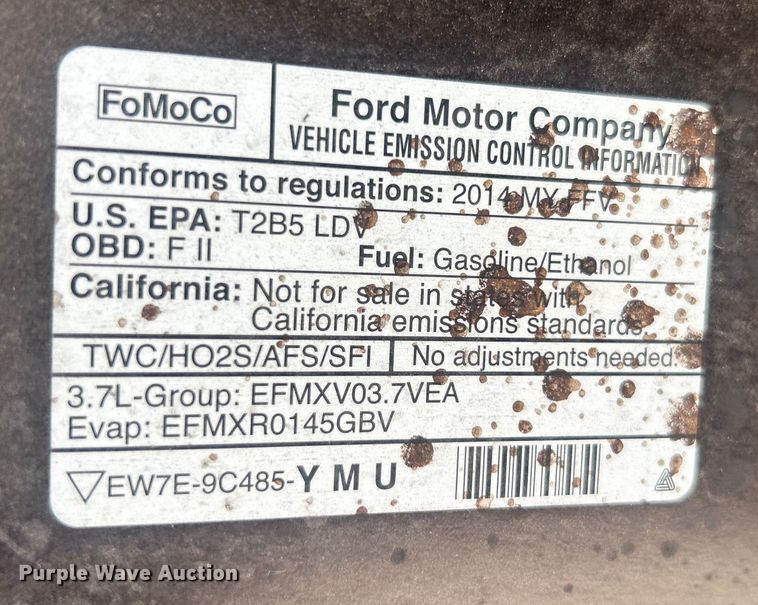 FoMoCo
Ford Motor Company
VEHICLE EMISSION CONTROL INFORMATION
Conforms to regulations: 2014 MY FFV
U.S. EPA: T2B5 LDV
OBD: F II Fuel: Gasoline/Ethanol
California: Not for sale in states with
California emissions standards.
TWC/HO2S/AFS/SFI No adjustments needed.
3.7L-Group: EFMXV03.7VEA
Evap: EFMXR0145GBV
EW7E-9C485-Y M U
Purple Wave Auction